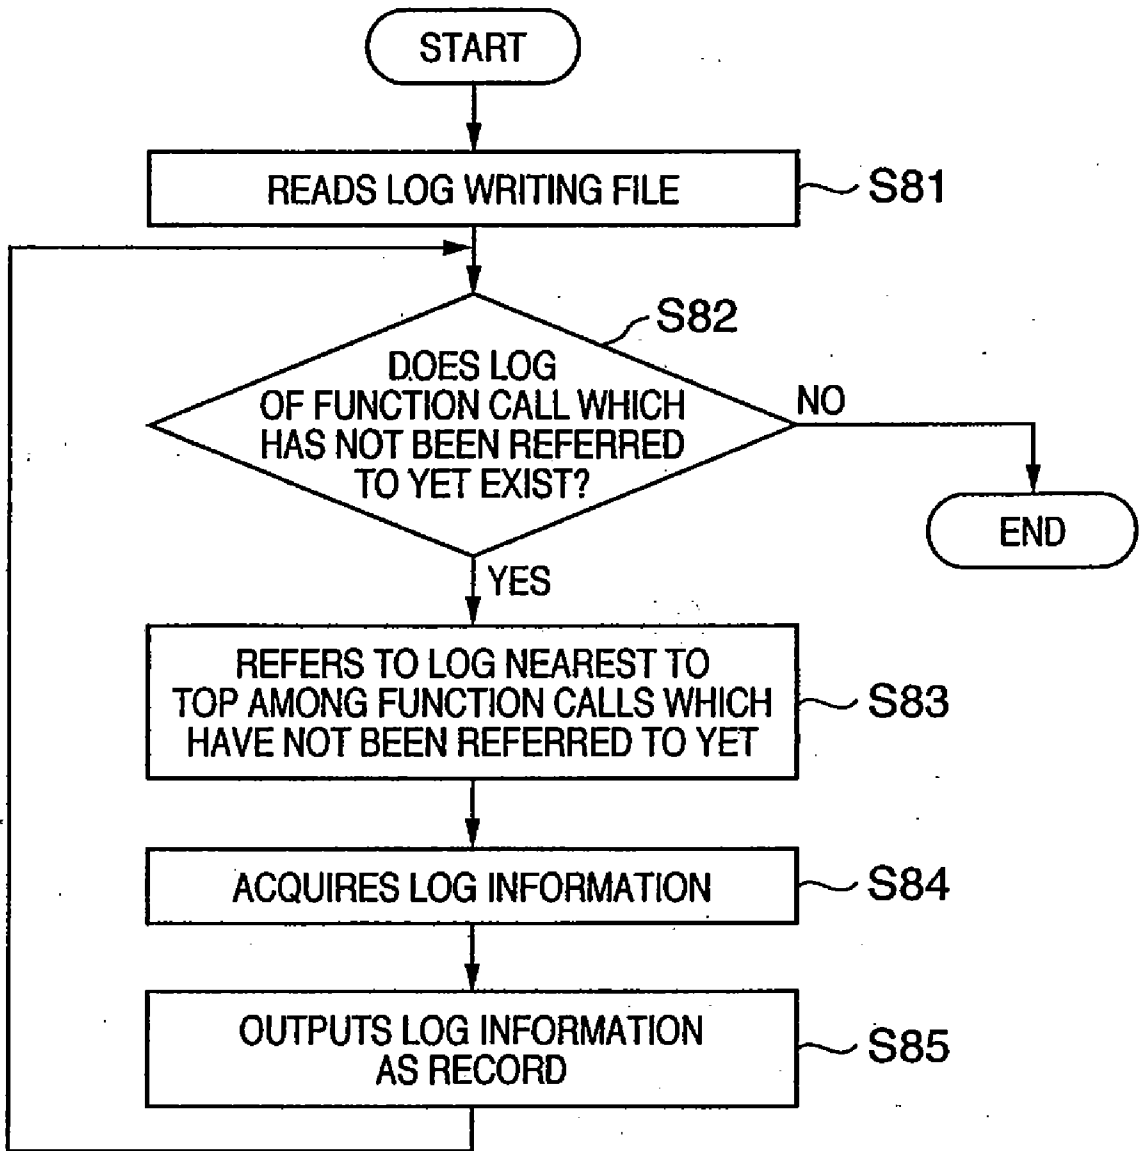 START
READS LOG WRITING FILE
S81
S82
DOES LOG
OF FUNCTION CALL WHICH
HAS NOT BEEN REFERRED
TO YET EXIST?
NO
END
YES
REFERS TO LOG NEAREST TO
TOP AMONG FUNCTION CALLS WHICH
HAVE NOT BEEN REFERRED TO YET
S83
ACQUIRES LOG INFORMATION
S84
OUTPUTS LOG INFORMATION
AS RECORD
S85